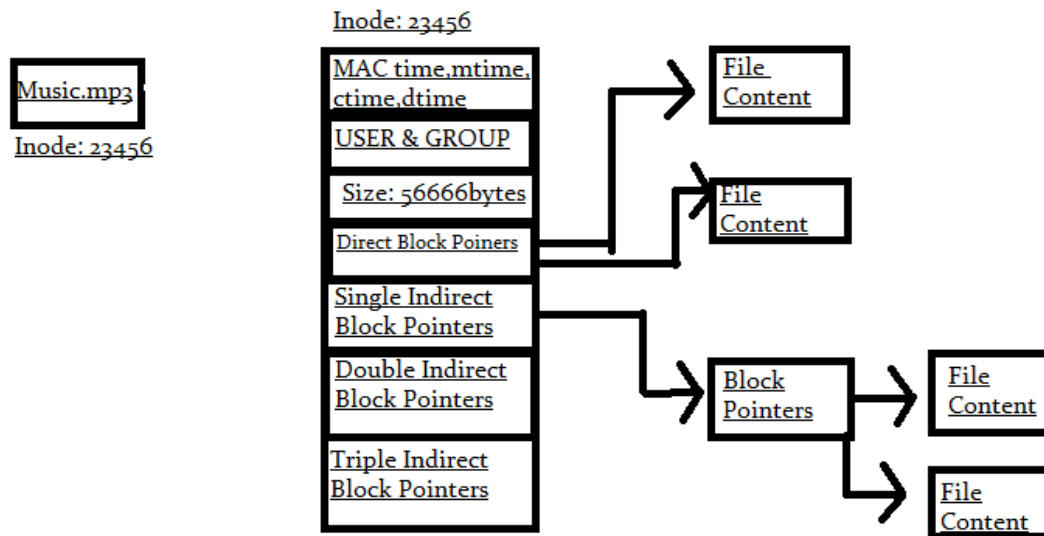 Inode: 23456
Music.mp3
Inode: 23456
MAC time,mtime,
ctime,dtime
USER & GROUP
Size: 56666bytes
Direct Block Poiners
Single Indirect
Block Pointers
Double Indirect
Block Pointers
Triple Indirect
Block Pointers
File
Content
File
Content
Block
Pointers
File
Content
File
Content